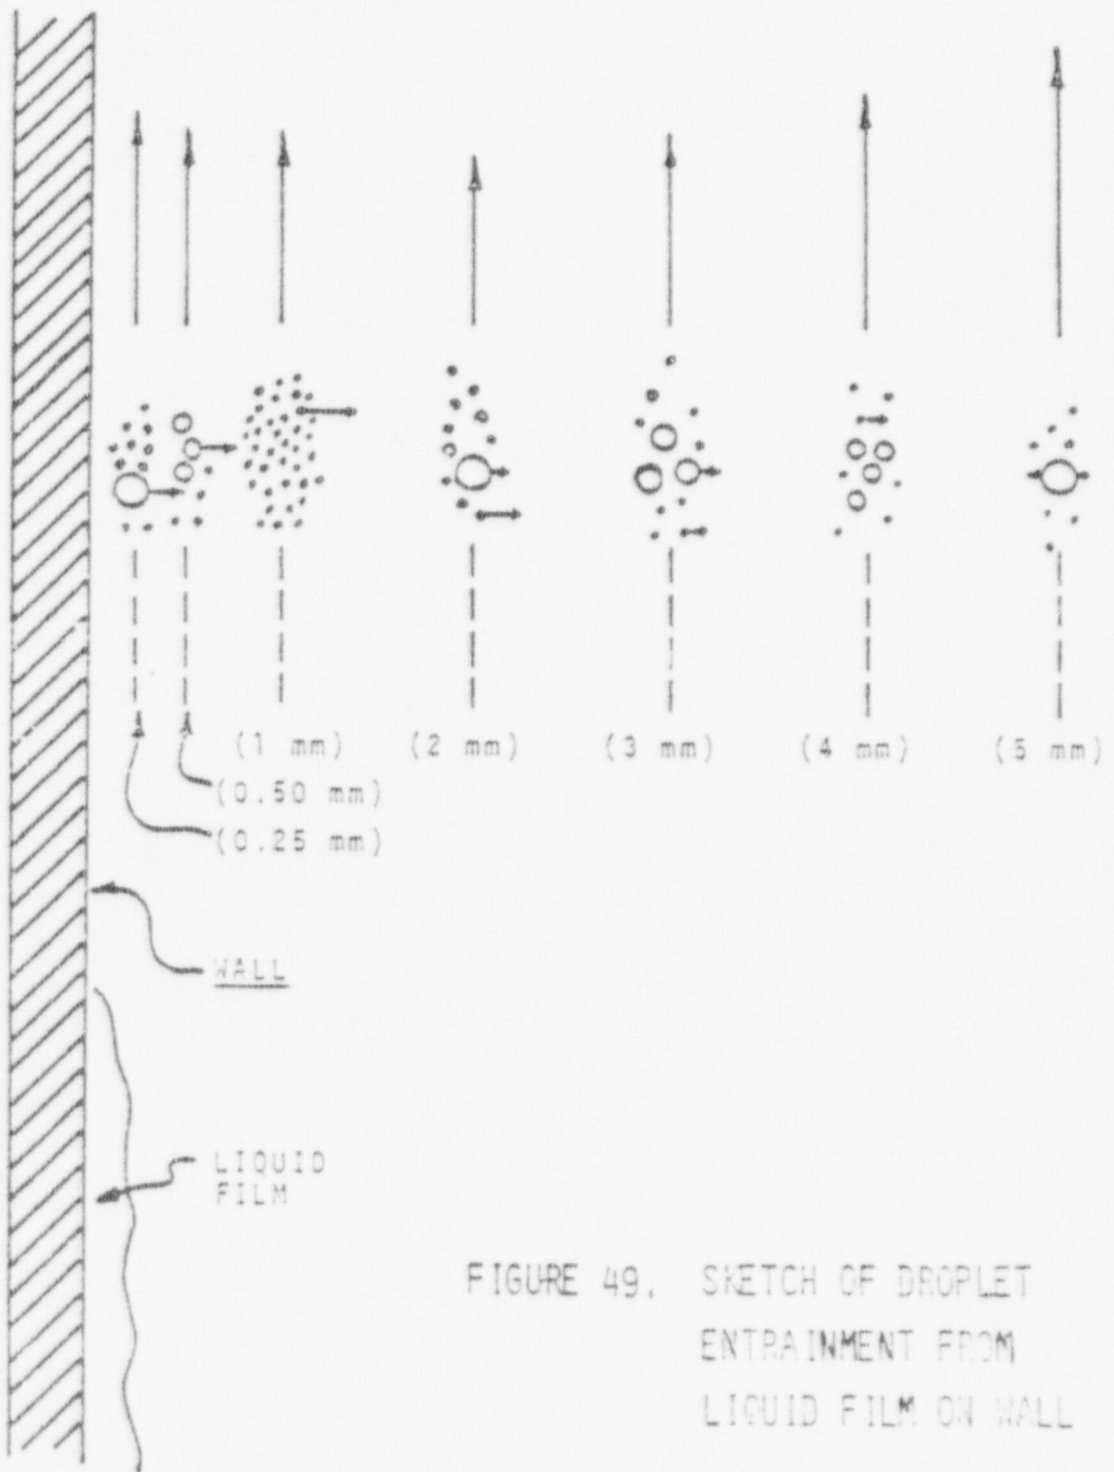 (1 mm) (2 mm) (3 mm) (4 mm) (5 mm)
(0.50 mm)
(0.25 mm)
WALL
LIQUID
FILM
FIGURE 49. SKETCH OF DROPLET
ENTRAINMENT FROM
LIQUID FILM ON WALL